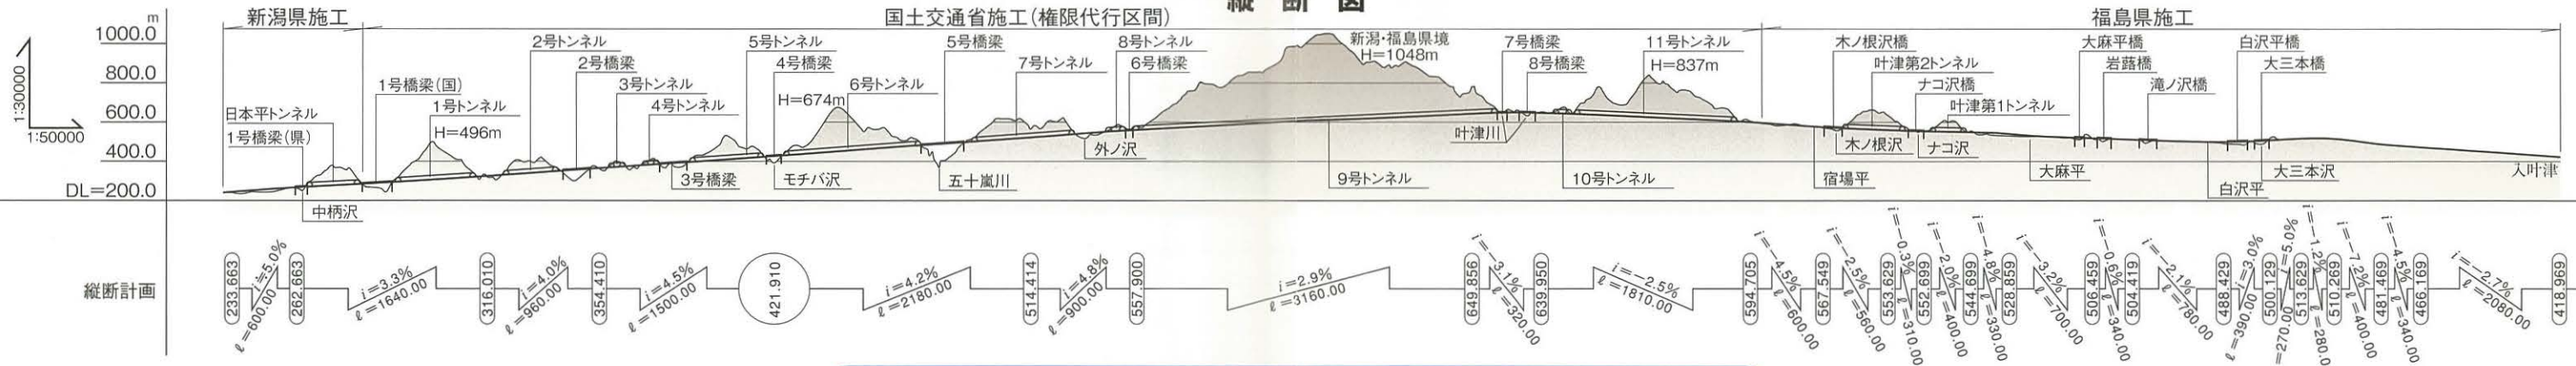 縦 断 図
新潟県施工
国土交通省施工(権限代行区間)
福島県施工
m
1000.0
800.0
600.0
400.0
DL=200.0
1:30000
1:50000
日本平トンネル
1号橋梁(県)
中柄沢
1号橋梁(国)
1号トンネル
H=496m
2号トンネル
2号橋梁
3号トンネル
4号トンネル
3号橋梁
5号トンネル
4号橋梁
H=674m
モチバ沢
6号トンネル
5号橋梁
五十嵐川
7号トンネル
8号トンネル
6号橋梁
外ノ沢
新潟・福島県境
H=1048m
9号トンネル
7号橋梁
8号橋梁
叶津川
10号トンネル
11号トンネル
H=837m
宿場平
木ノ根沢橋
叶津第2トンネル
木ノ根沢
ナコ沢橋
叶津第1トンネル
ナコ沢
大麻平橋
岩蕗橋
滝ノ沢橋
大麻平
白沢平橋
大三本橋
白沢平
大三本沢
入叶津
縦断計画
233.663
i=5.0%
ℓ=600.00
262.663
i=3.3%
ℓ=1640.00
316.010
i=4.0%
ℓ=960.00
354.410
i=4.5%
ℓ=1500.00
421.910
i=4.2%
ℓ=2180.00
514.414
i=4.8%
ℓ=900.00
557.900
i=2.9%
ℓ=3160.00
649.856
i=-3.1%
ℓ=320.00
639.950
i=-2.5%
ℓ=1810.00
594.705
i=-4.5%
ℓ=600.00
567.549
i=-2.5%
ℓ=560.00
553.629
i=-0.3%
ℓ=310.00
552.699
i=-2.0%
ℓ=400.00
544.699
i=-4.8%
ℓ=330.00
528.859
i=-3.2%
ℓ=700.00
506.459
i=-0.6%
ℓ=340.00
504.419
i=-2.1%
ℓ=780.00
488.429
i=3.0%
ℓ=390.00
500.129
i=5.0%
=270.00
513.629
i=-1.2%
ℓ=280.0
510.269
i=-7.2%
ℓ=400.00
481.469
i=-4.5%
ℓ=340.00
466.169
i=-2.7%
ℓ=2080.00
418.969